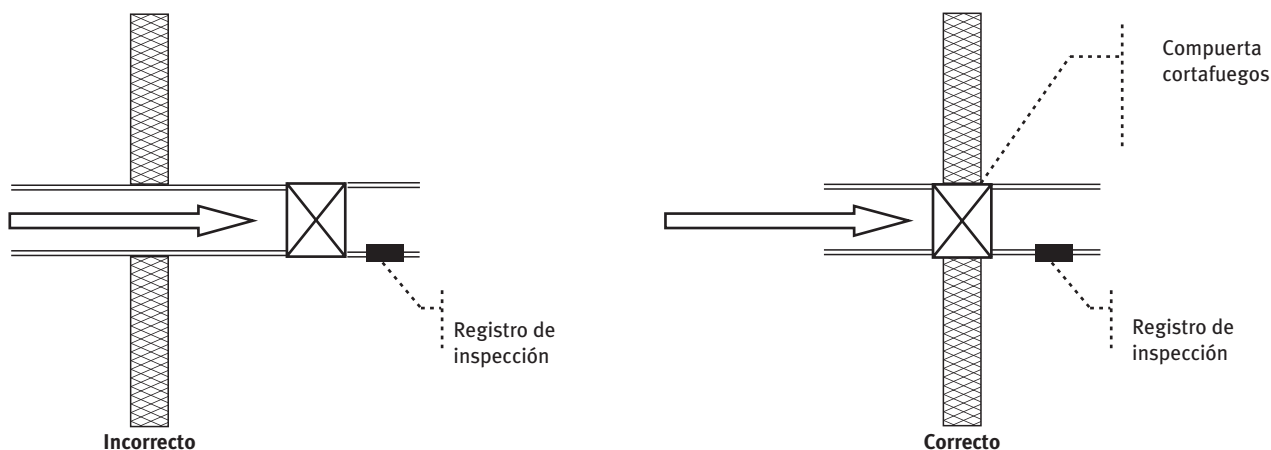 Compuerta
cortafuegos
Registro de
inspección
Registro de
inspección
Incorrecto
Correcto